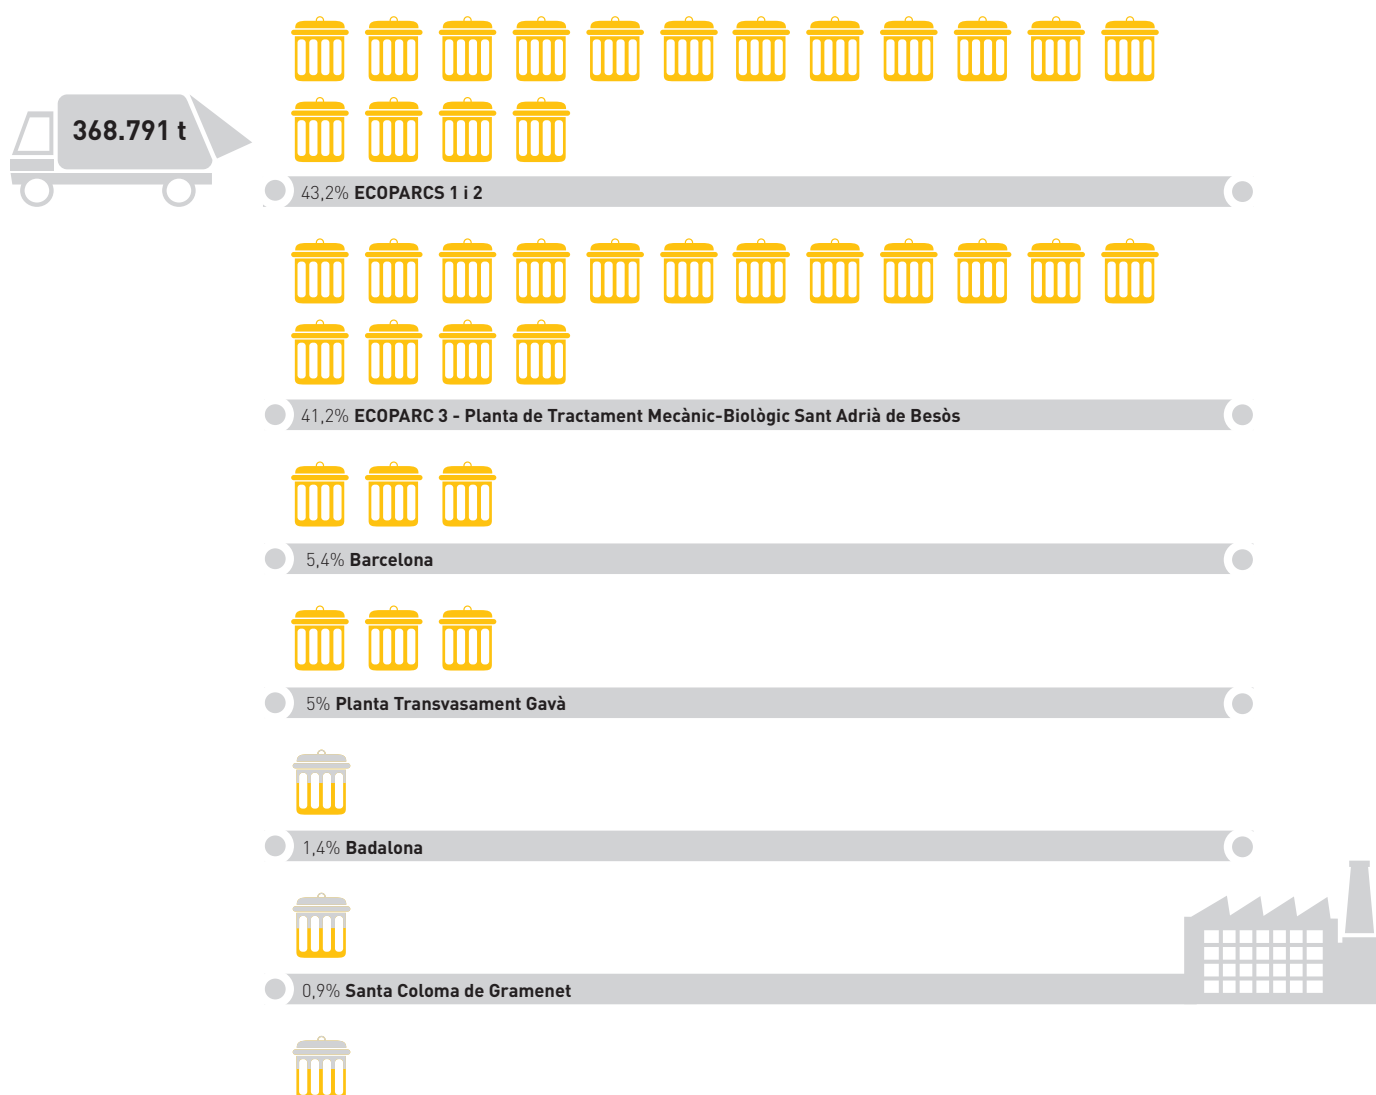 368.791 t
43,2% ECOPARCS 1 i 2
41,2% ECOPARC 3 - Planta de Tractament Mecànic-Biològic Sant Adrià de Besòs
5,4% Barcelona
5% Planta Transvasament Gavà
1,4% Badalona
0,9% Santa Coloma de Gramenet